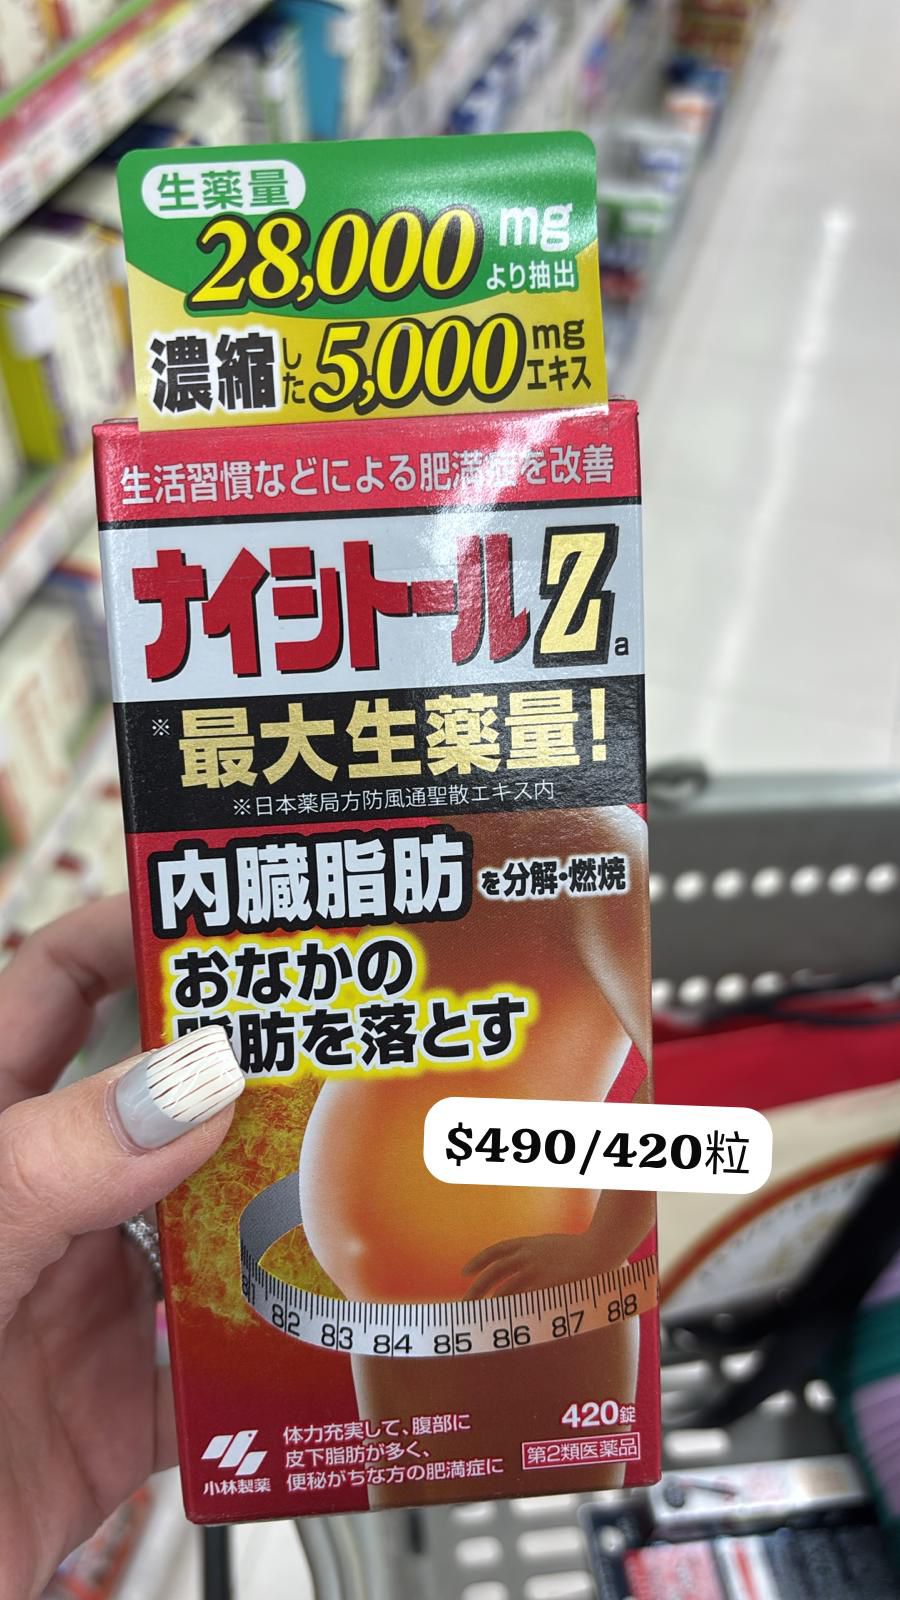 生薬量
28,000mg
より抽出
濃縮した5,000mg
エキス
生活習慣などによる肥満症を改善
ナイシトールZa
※最大生薬量!
※日本薬局方防風通聖散エキス内
内臓脂肪を分解・燃焼
おなかの
脂肪を落とす
$490/420粒
81 82 83 84 85 86 87 88
420錠
第2類医薬品
体力充実して、腹部に
皮下脂肪が多く、
便秘がちな方の肥満症に
小林製薬